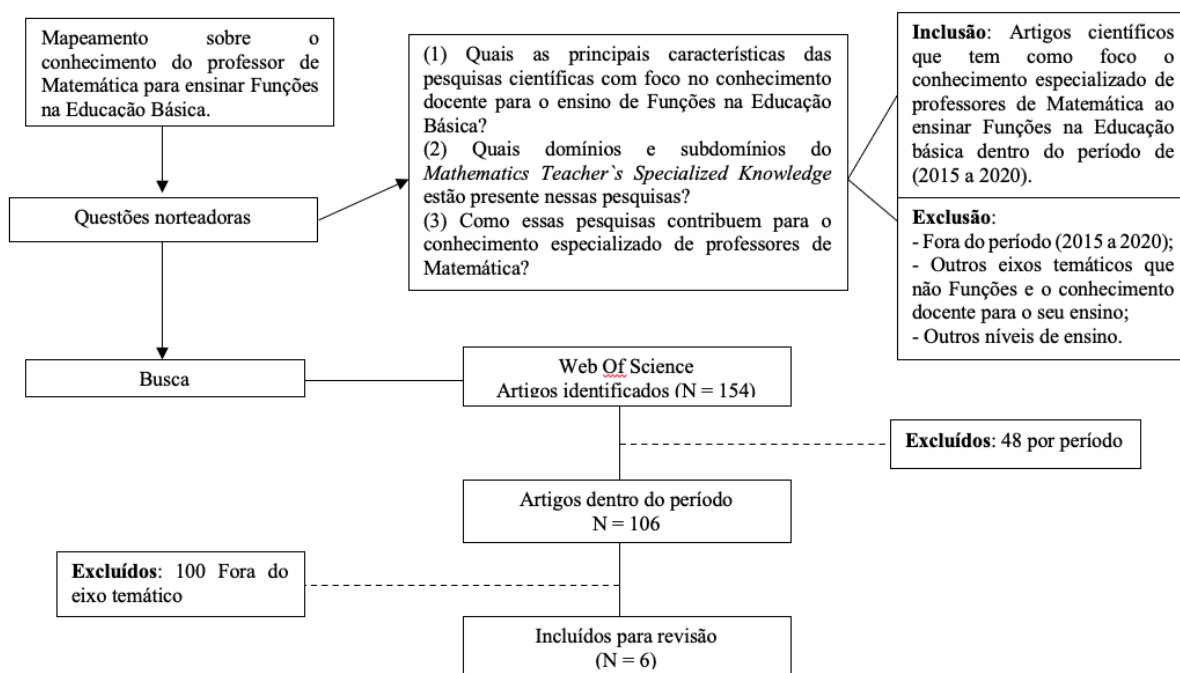 Mapeamento sobre o
conhecimento do professor de
Matemática para ensinar Funções
na Educação Básica.
Questões norteadoras
(1) Quais as principais características das
pesquisas científicas com foco no conhecimento
docente para o ensino de Funções na Educação
Básica?
(2) Quais domínios e subdomínios do
Mathematics Teacher`s Specialized Knowledge
estão presente nessas pesquisas?
(3) Como essas pesquisas contribuem para o
conhecimento especializado de professores de
Matemática?
Inclusão: Artigos científicos
que tem como foco o
conhecimento especializado de
professores de Matemática ao
ensinar Funções na Educação
básica dentro do período de
(2015 a 2020).
Exclusão:
- Fora do período (2015 a 2020);
- Outros eixos temáticos que
não Funções e o conhecimento
docente para o seu ensino;
- Outros níveis de ensino.
Busca
Web Of Science
Artigos identificados (N = 154)
Excluídos: 48 por período
Artigos dentro do período
N = 106
Excluídos: 100 Fora do
eixo temático
Incluídos para revisão
(N = 6)